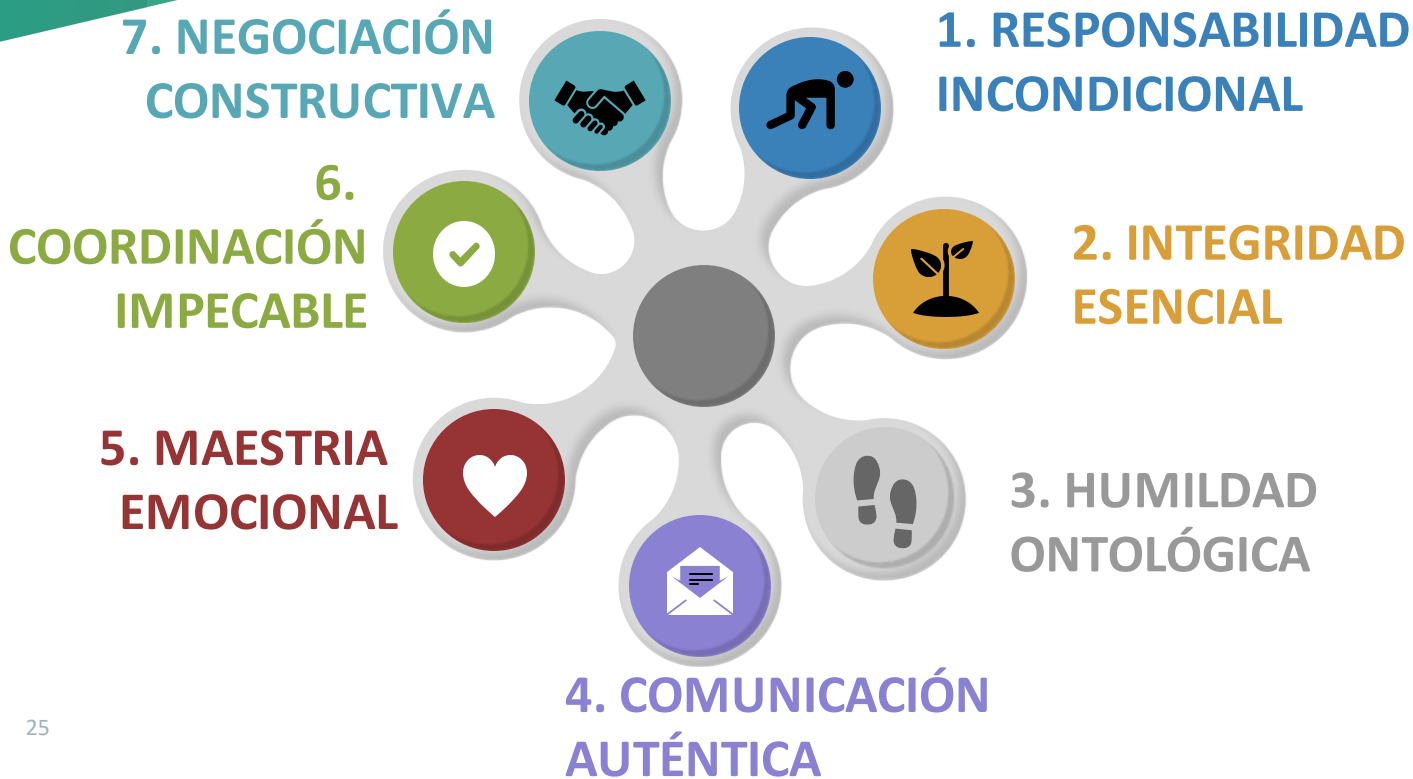 1. RESPONSABILIDAD
INCONDICIONAL
2. INTEGRIDAD
ESENCIAL
3. HUMILDAD
ONTOLÓGICA
4. COMUNICACIÓN
AUTÉNTICA
5. MAESTRIA
EMOCIONAL
6.
COORDINACIÓN
IMPECABLE
7. NEGOCIACIÓN
CONSTRUCTIVA
25